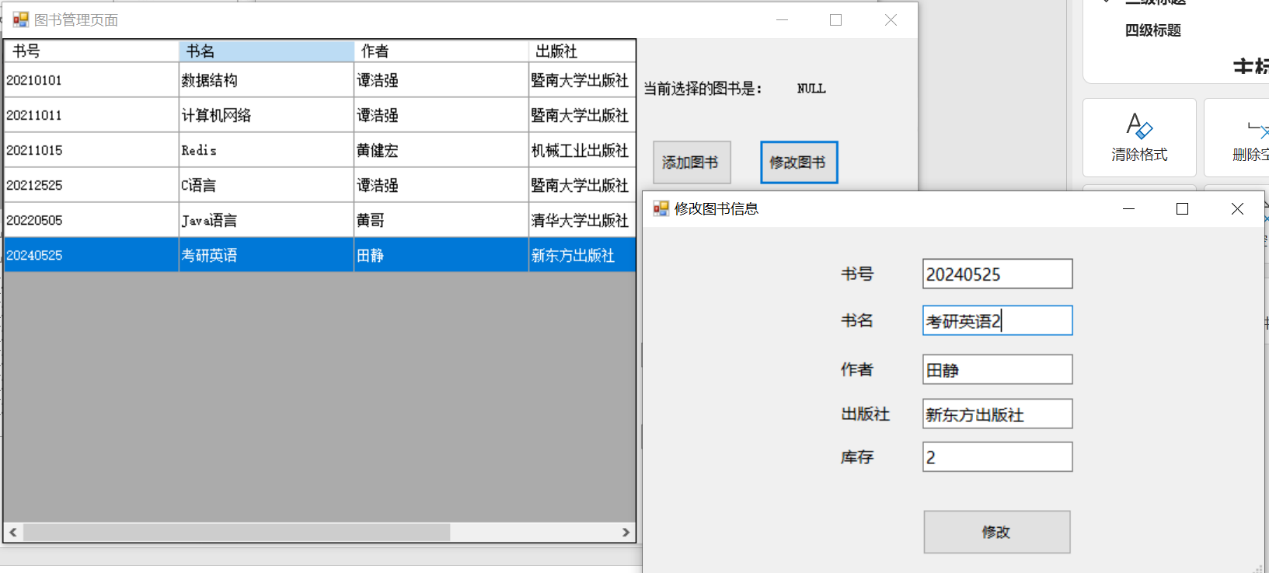 图书管理页面
书号 书名 作者 出版社
20210101 数据结构 谭浩强 暨南大学出版社
20211011 计算机网络 谭浩强 暨南大学出版社
20211015 Redis 黄健宏 机械工业出版社
20212525 C语言 谭浩强 暨南大学出版社
20220505 Java语言 黄哥 清华大学出版社
20240525 考研英语 田静 新东方出版社
当前选择的图书是: NULL
添加图书 修改图书
修改图书信息
书号 20240525
书名 考研英语2
作者 田静
出版社 新东方出版社
库存 2
修改
四级标题
清除格式